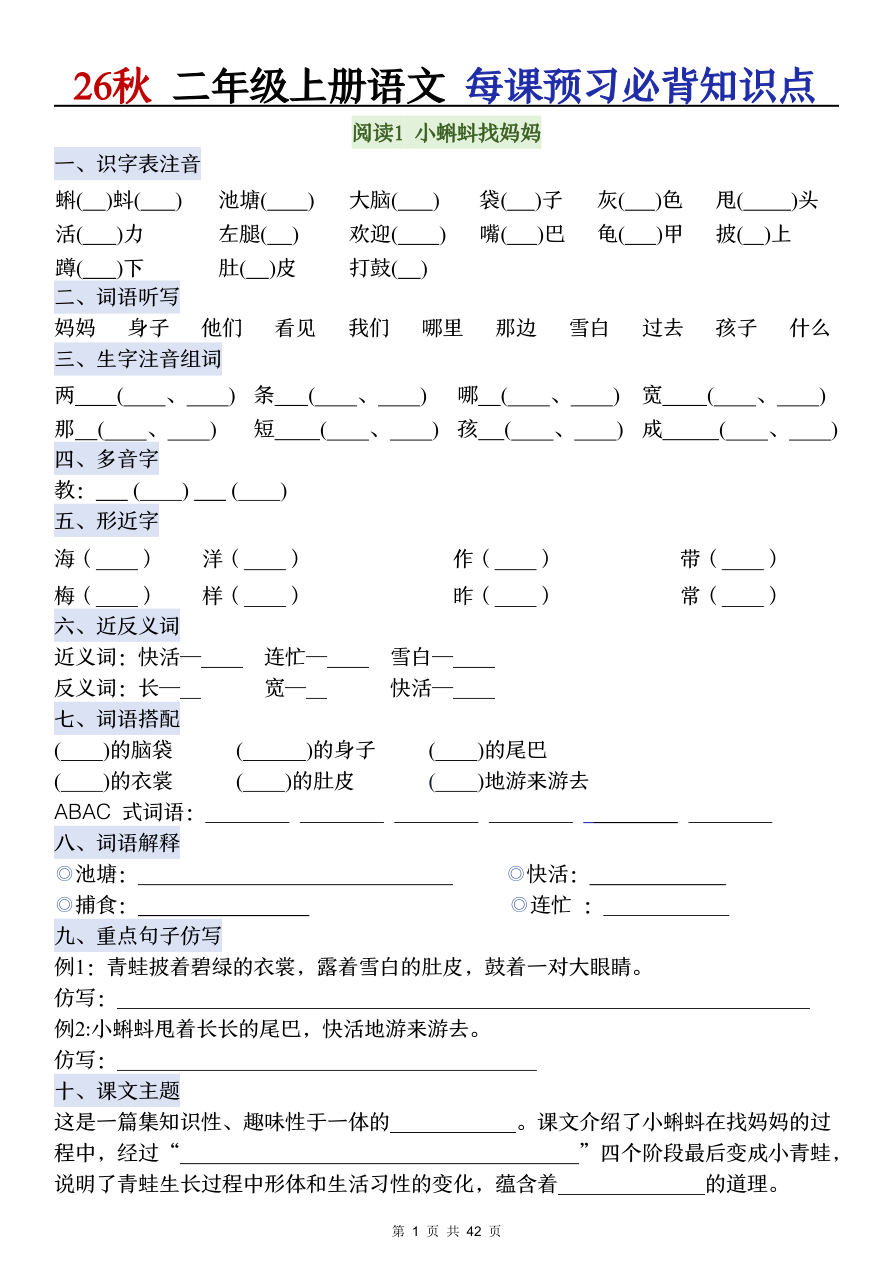 26秋 二年级上册语文 每课预习必背知识点
阅读1 小蝌蚪找妈妈
一、识字表注音
蝌(__)蚪(___) 池塘(____) 大脑(___) 袋(___)子 灰(___)色 甩(_____)头
活(___)力 左腿(__) 欢迎(____) 嘴(___)巴 龟(___)甲 披(__)上
蹲(___)下 肚(__)皮 打鼓(__)
二、词语听写
妈妈 身子 他们 看见 我们 哪里 那边 雪白 过去 孩子 什么
三、生字注音组词
两____(____、____) 条___(____、____) 哪__(____、____) 宽____(____、____)
那__(____、____) 短____(____、____) 孩__(____、____) 成_____(____、____)
四、多音字
教：___ (____) ___ (____)
五、形近字
海（____） 洋（____） 作（____） 带（____）
梅（____） 样（____） 昨（____） 常（____）
六、近反义词
近义词：快活—____ 连忙—____ 雪白—____
反义词：长—__ 宽—__ 快活—____
七、词语搭配
(____)的脑袋 (______)的身子 (____)的尾巴
(____)的衣裳 (____)的肚皮 (____)地游来游去
ABAC 式词语：________ ________ ________ ________ _________ ________
八、词语解释
◎池塘：______________________________ ◎快活：_____________
◎捕食：________________ ◎连忙 ：____________
九、重点句子仿写
例1：青蛙披着碧绿的衣裳，露着雪白的肚皮，鼓着一对大眼睛。
仿写：__________________________________________________________________
例2:小蝌蚪甩着长长的尾巴，快活地游来游去。
仿写：________________________________________
十、课文主题
这是一篇集知识性、趣味性于一体的____________。课文介绍了小蝌蚪在找妈妈的过
程中，经过“______________________________________”四个阶段最后变成小青蛙，
说明了青蛙生长过程中形体和生活习性的变化，蕴含着______________的道理。
第 1 页 共 42 页